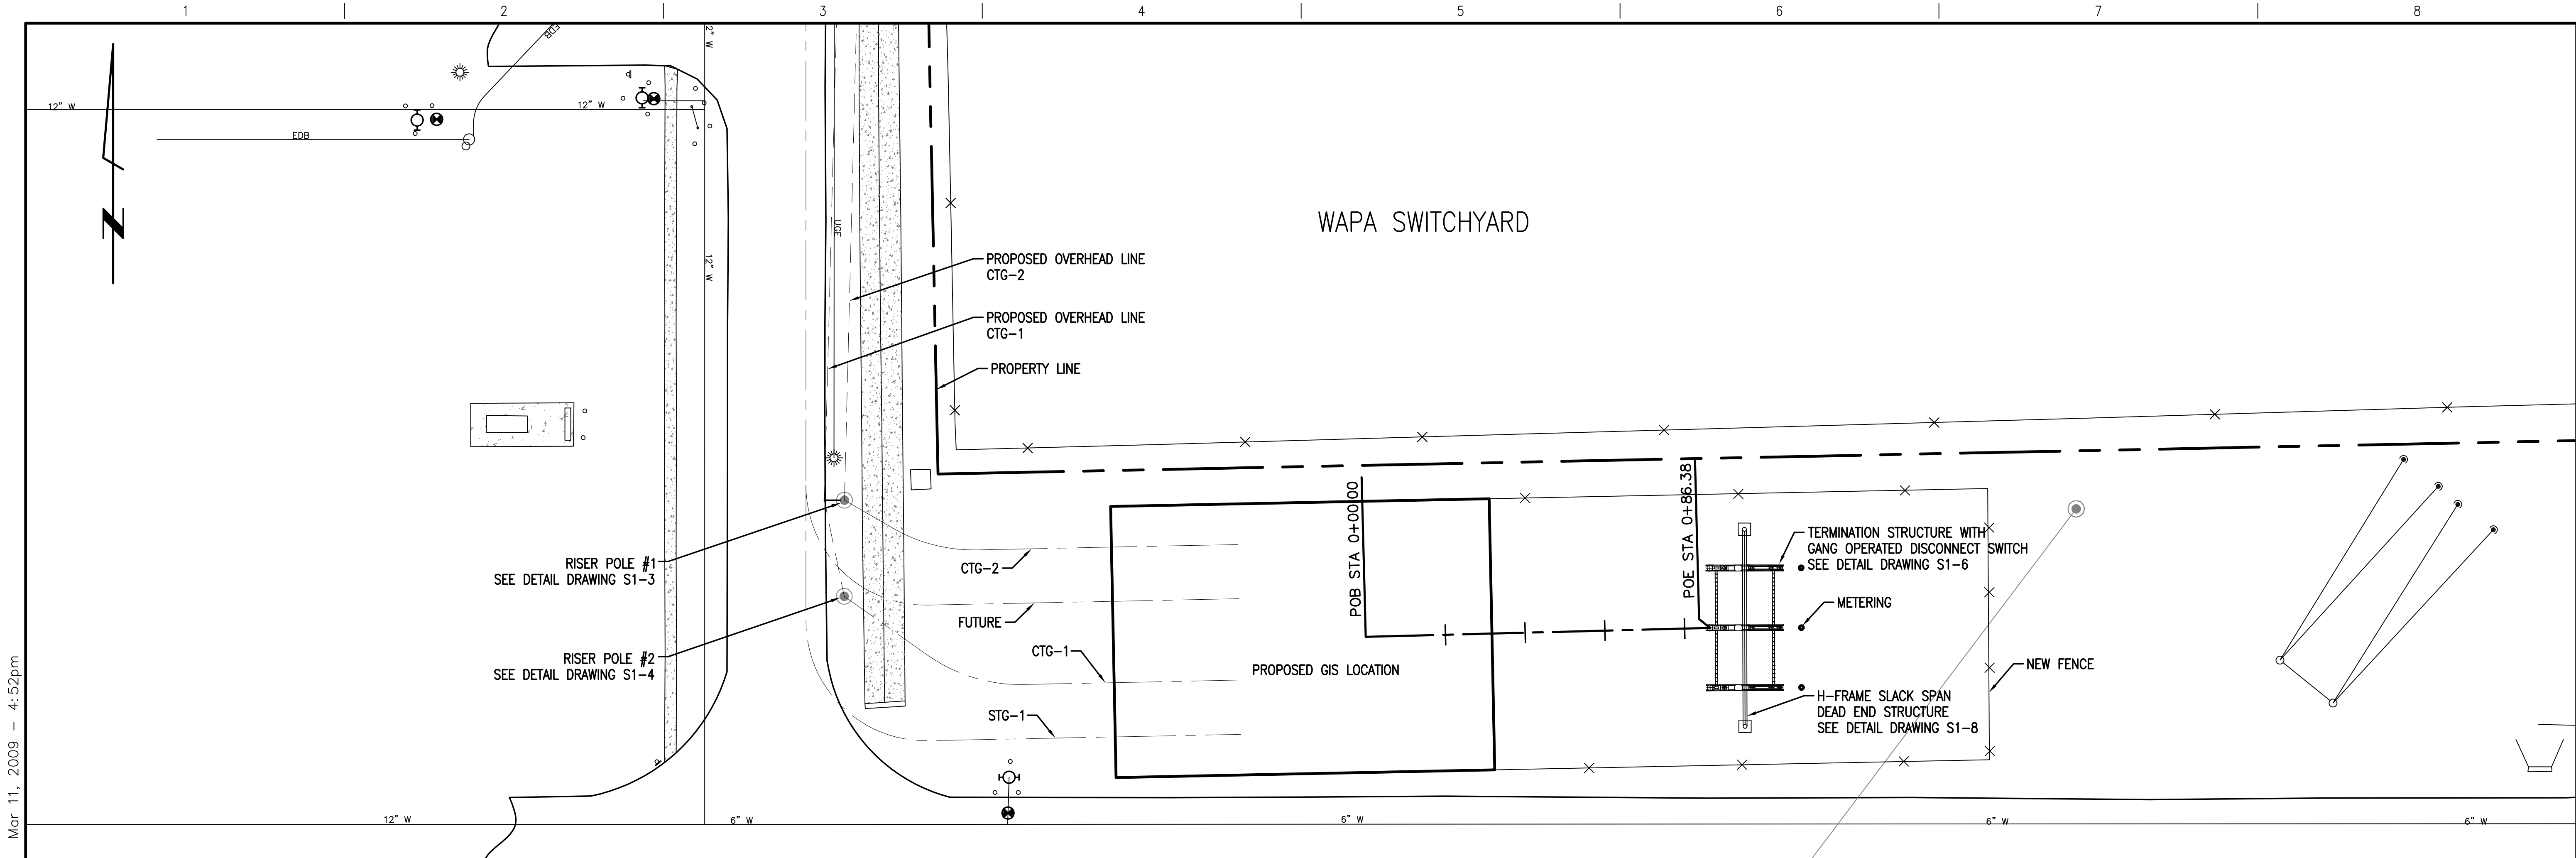 1
2
3
4
5
6
7
8
EDB
2" W
12" W
12" W
EDB
UGE
12" W
WAPA SWITCHYARD
PROPOSED OVERHEAD LINE
CTG-2
PROPOSED OVERHEAD LINE
CTG-1
PROPERTY LINE
RISER POLE #1
SEE DETAIL DRAWING S1-3
RISER POLE #2
SEE DETAIL DRAWING S1-4
CTG-2
FUTURE
CTG-1
STG-1
POB STA 0+00.00
POE STA 0+86.38
PROPOSED GIS LOCATION
TERMINATION STRUCTURE WITH
GANG OPERATED DISCONNECT SWITCH
SEE DETAIL DRAWING S1-6
METERING
NEW FENCE
H-FRAME SLACK SPAN
DEAD END STRUCTURE
SEE DETAIL DRAWING S1-8
12" W
6" W
6" W
6" W
6" W
Mar 11, 2009 - 4:52pm